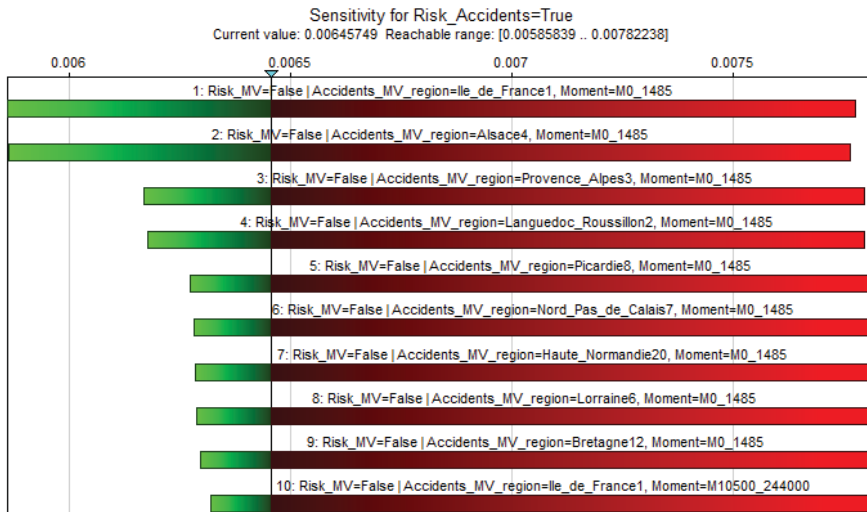 Sensitivity for Risk_Accidents=True
Current value: 0.00645749 Reachable range: [0.00585839 .. 0.00782238]
0.006 0.0065 0.007 0.0075
1: Risk_MV=False | Accidents_MV_region=Ile_de_France1, Moment=M0_1485
2: Risk_MV=False | Accidents_MV_region=Alsace4, Moment=M0_1485
3: Risk_MV=False | Accidents_MV_region=Provence_Alpes3, Moment=M0_1485
4: Risk_MV=False | Accidents_MV_region=Languedoc_Roussillon2, Moment=M0_1485
5: Risk_MV=False | Accidents_MV_region=Picardie8, Moment=M0_1485
6: Risk_MV=False | Accidents_MV_region=Nord_Pas_de_Calais7, Moment=M0_1485
7: Risk_MV=False | Accidents_MV_region=Haute_Normandie20, Moment=M0_1485
8: Risk_MV=False | Accidents_MV_region=Lorraine6, Moment=M0_1485
9: Risk_MV=False | Accidents_MV_region=Bretagne12, Moment=M0_1485
10: Risk_MV=False | Accidents_MV_region=Ile_de_France1, Moment=M10500_244000